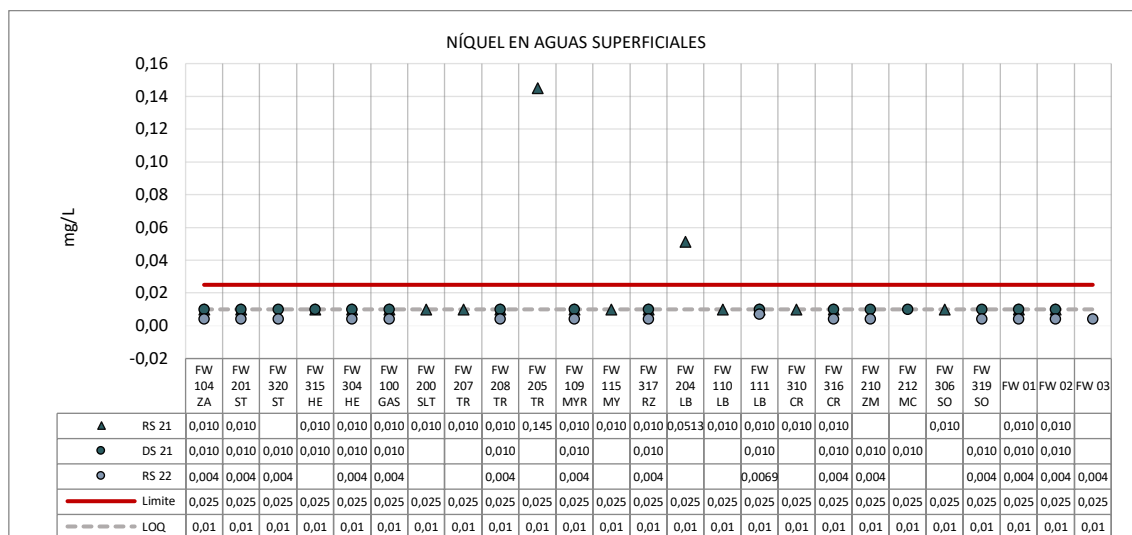 NÍQUEL EN AGUAS SUPERFICIALES
0,16
0,14
0,12
0,10
0,08
0,06
0,04
0,02
0,00
-0,02
mg/L
FW 104 ZA FW 201 ST FW 320 ST FW 315 HE FW 304 HE FW 100 GAS FW 200 SLT FW 207 TR FW 208 TR FW 205 TR FW 109 MYR FW 115 MY FW 317 RZ FW 204 LB FW 110 LB FW 111 LB FW 310 CR FW 316 CR FW 210 ZM FW 212 MC FW 306 SO FW 319 SO FW 01 FW 02 FW 03
RS 21 0,010 0,010 0,010 0,010 0,010 0,010 0,010 0,010 0,145 0,010 0,010 0,010 0,0513 0,010 0,010 0,010 0,010 0,010 0,010 0,010
DS 21 0,010 0,010 0,010 0,010 0,010 0,010 0,010 0,010 0,010 0,010 0,010 0,010 0,010 0,010 0,010 0,010
RS 22 0,004 0,004 0,004 0,004 0,004 0,004 0,004 0,004 0,0069 0,004 0,004 0,004 0,004 0,004 0,004
Limite 0,025 0,025 0,025 0,025 0,025 0,025 0,025 0,025 0,025 0,025 0,025 0,025 0,025 0,025 0,025 0,025 0,025 0,025 0,025 0,025 0,025 0,025 0,025 0,025 0,025
LOQ 0,01 0,01 0,01 0,01 0,01 0,01 0,01 0,01 0,01 0,01 0,01 0,01 0,01 0,01 0,01 0,01 0,01 0,01 0,01 0,01 0,01 0,01 0,01 0,01 0,01